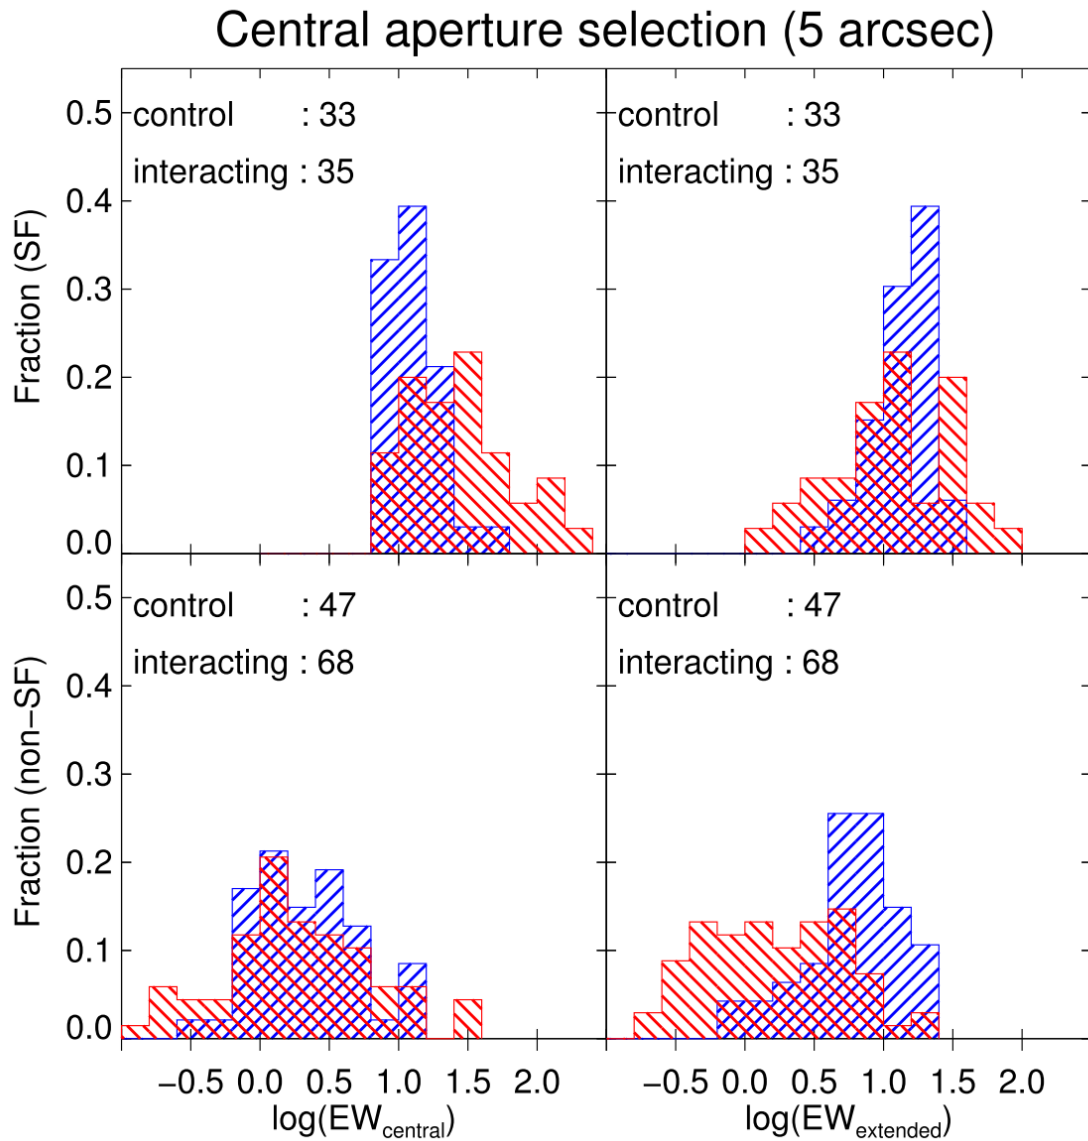 Central aperture selection (5 arcsec)
control : 33
interacting : 35
control : 33
interacting : 35
Fraction (SF)
0.5
0.4
0.3
0.2
0.1
0.0
control : 47
interacting : 68
control : 47
interacting : 68
Fraction (non−SF)
0.5
0.4
0.3
0.2
0.1
0.0
−0.5 0.0 0.5 1.0 1.5 2.0
−0.5 0.0 0.5 1.0 1.5 2.0
log(EWcentral)
log(EWextended)